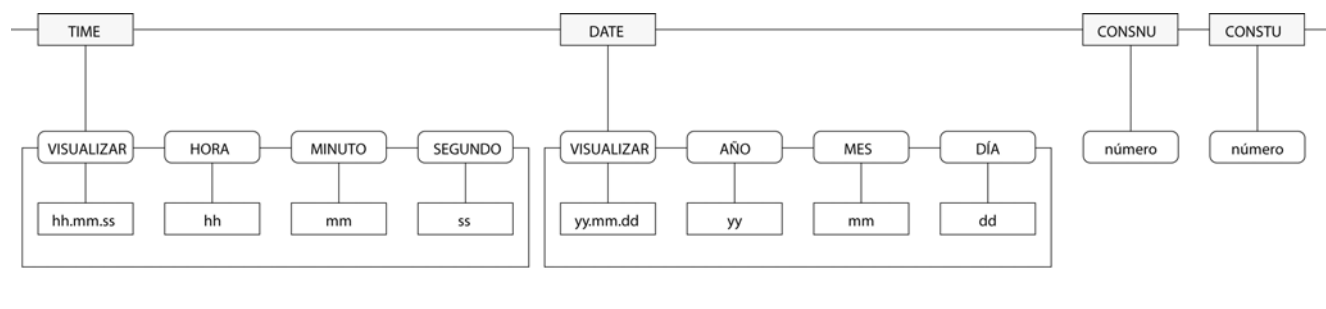 TIME DATE CONSNU CONSTU
VISUALIZAR HORA MINUTO SEGUNDO VISUALIZAR AÑO MES DÍA número número
hh.mm.ss hh mm ss yy.mm.dd yy mm dd